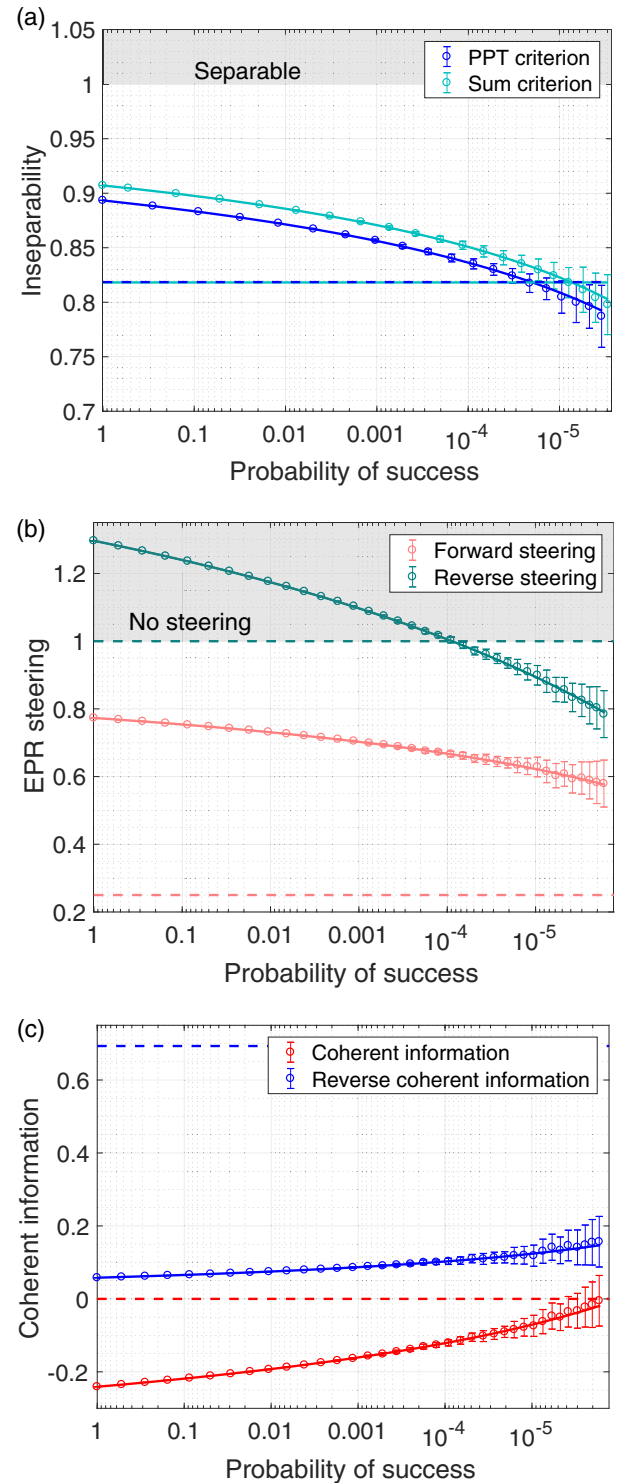 (a)
1.05
1
0.95
0.9
0.85
0.8
0.75
0.7
Inseparability
Separable
PPT criterion
Sum criterion
1
0.1
0.01
0.001
10⁻⁴
10⁻⁵
Probability of success
(b)
1.2
1
0.8
0.6
0.4
0.2
EPR steering
No steering
Forward steering
Reverse steering
1
0.1
0.01
0.001
10⁻⁴
10⁻⁵
Probability of success
(c)
0.6
0.4
0.2
0
-0.2
Coherent information
Coherent information
Reverse coherent information
1
0.1
0.01
0.001
10⁻⁴
10⁻⁵
Probability of success